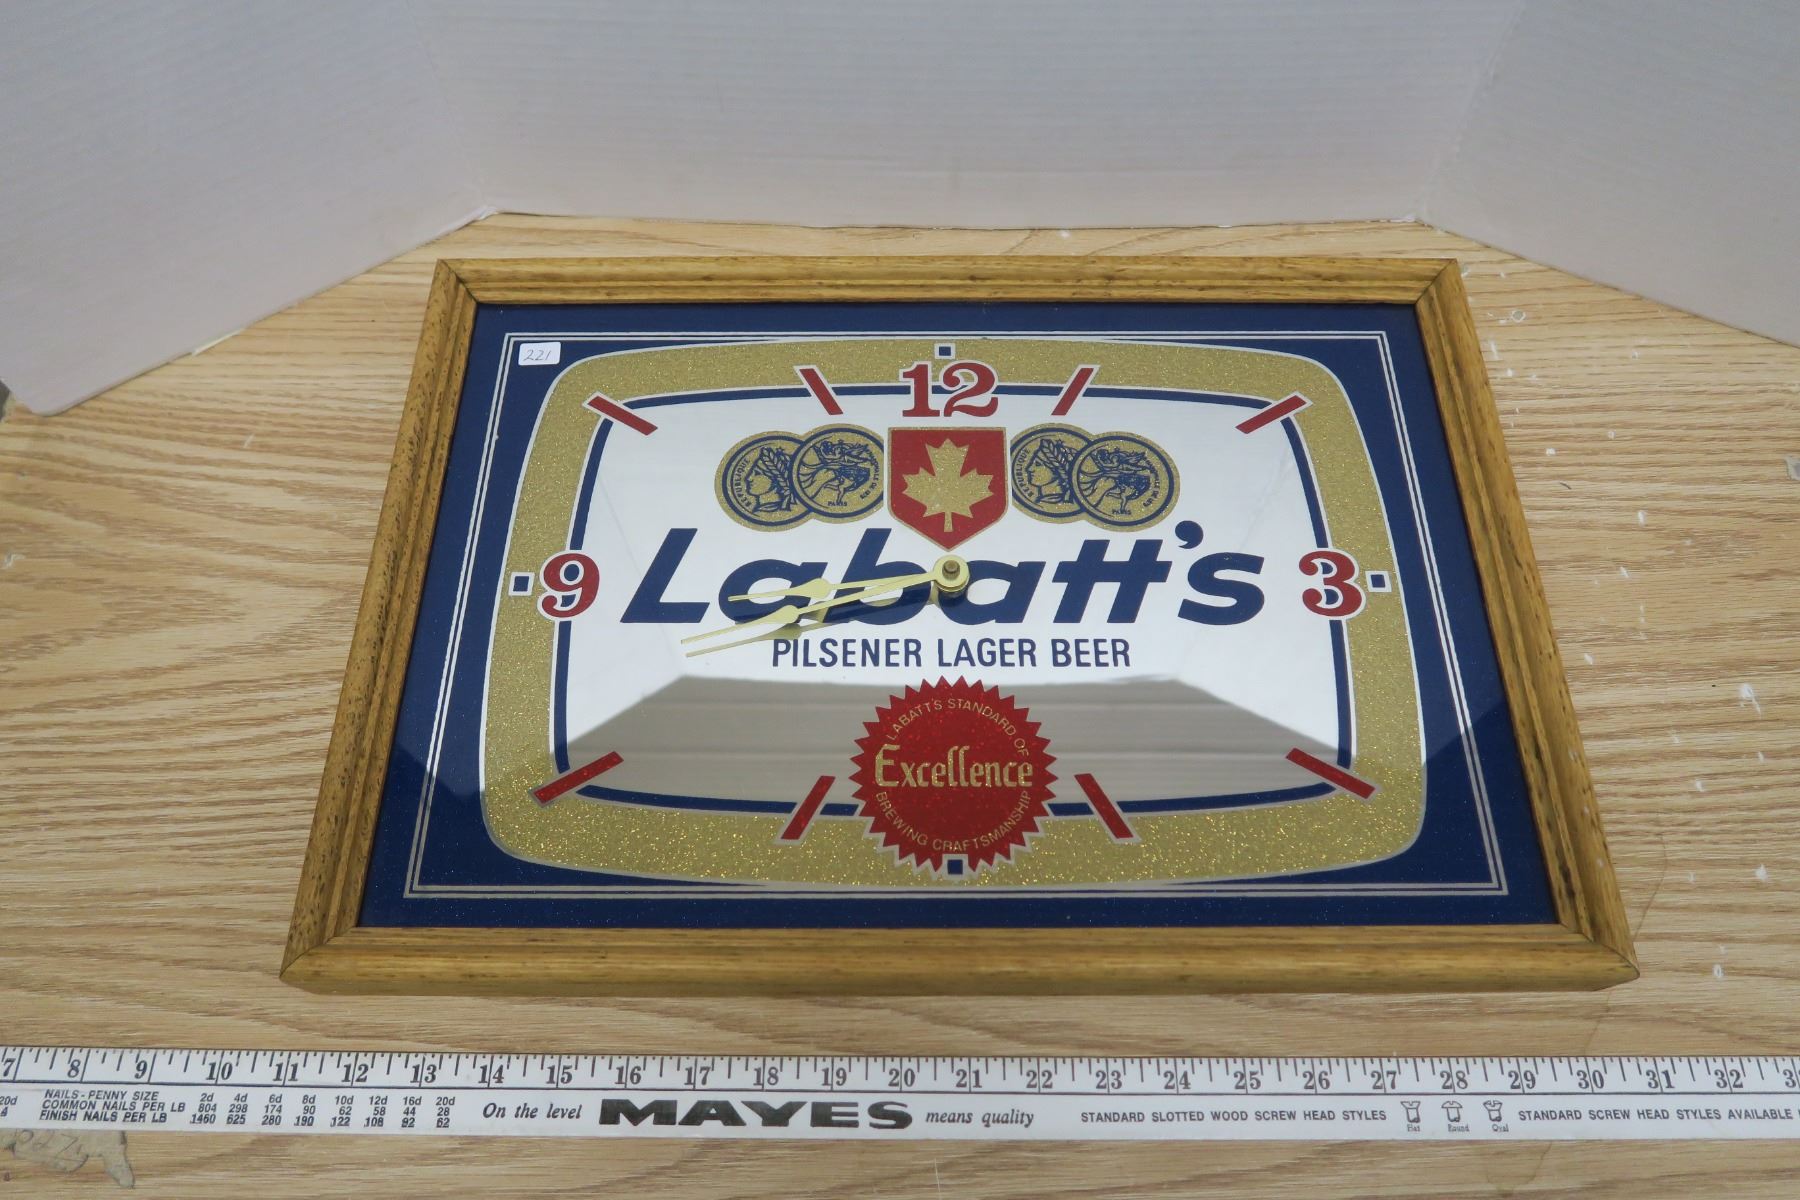 221
12
RÉPUBLIQUE
PARIS
PARIS
9
3
Labatt's
PILSENER LAGER BEER
LABATT'S STANDARD OF
Excellence
BREWING CRAFTSMANSHIP
7 8 9 10 11 12 13 14 15 16 17 18 19 20 21 22 23 24 25 26 27 28 29 30 31 32
NAILS - PENNY SIZE 2d 4d 6d 8d 10d 12d 16d 20d
COMMON NAILS PER LB 804 298 174 90 62 58 44 28
FINISH NAILS PER LB 1460 625 280 190 122 108 92 62
20d
On the level MAYES means quality
STANDARD SLOTTED WOOD SCREW HEAD STYLES
Flat Round Oval
STANDARD SCREW HEAD STYLES AVAILABLE